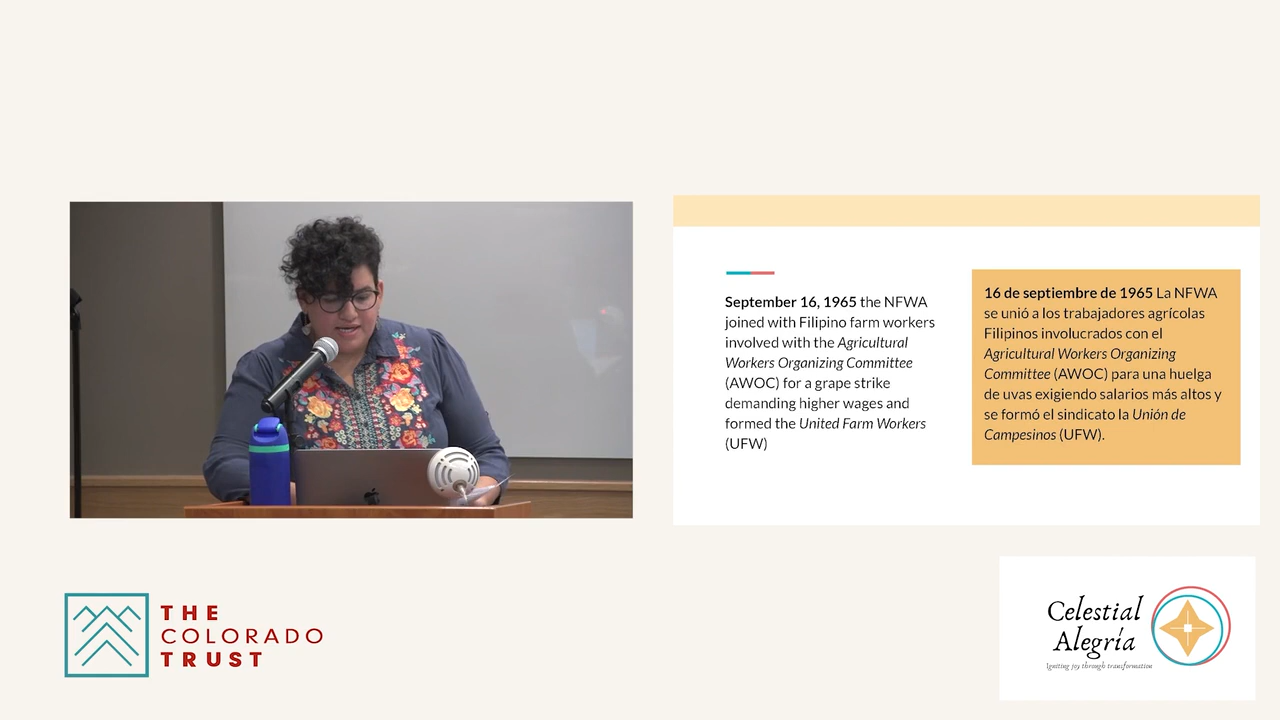 September 16, 1965 the NFWA
joined with Filipino farm workers
involved with the Agricultural
Workers Organizing Committee
(AWOC) for a grape strike
demanding higher wages and
formed the United Farm Workers
(UFW)
16 de septiembre de 1965 La NFWA
se unió a los trabajadores agrícolas
Filipinos involucrados con el
Agricultural Workers Organizing
Committee (AWOC) para una huelga
de uvas exigiendo salarios más altos y
se formó el sindicato la Unión de
Campesinos (UFW).
THE
COLORADO
TRUST
Celestial
Alegría
Igniting joy through transformation